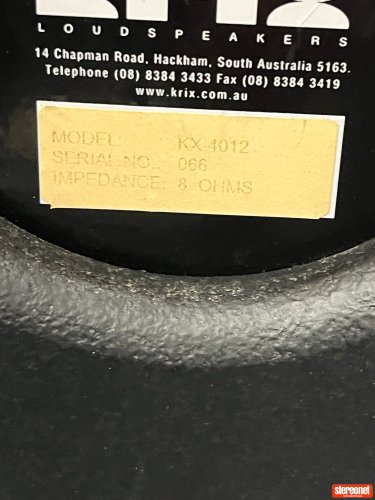 LOUDSPEAKERS
14 Chapman Road, Hackham, South Australia 5163.
Telephone (08) 8384 3433 Fax (08) 8384 3419
www.krix.com.au
MODEL: KX 4012
SERIAL NO.: 066
IMPEDANCE: 8 OHMS
stereonet